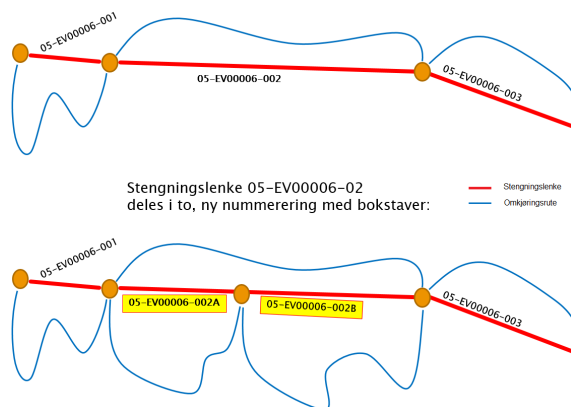 05-EV00006-001
05-EV00006-002
05-EV00006-003
Stengningslenke 05-EV00006-02
deles i to, ny nummerering med bokstaver:
Stengningslenke
Omkjøringsrute
05-EV00006-001
05-EV00006-002A
05-EV00006-002B
05-EV00006-003